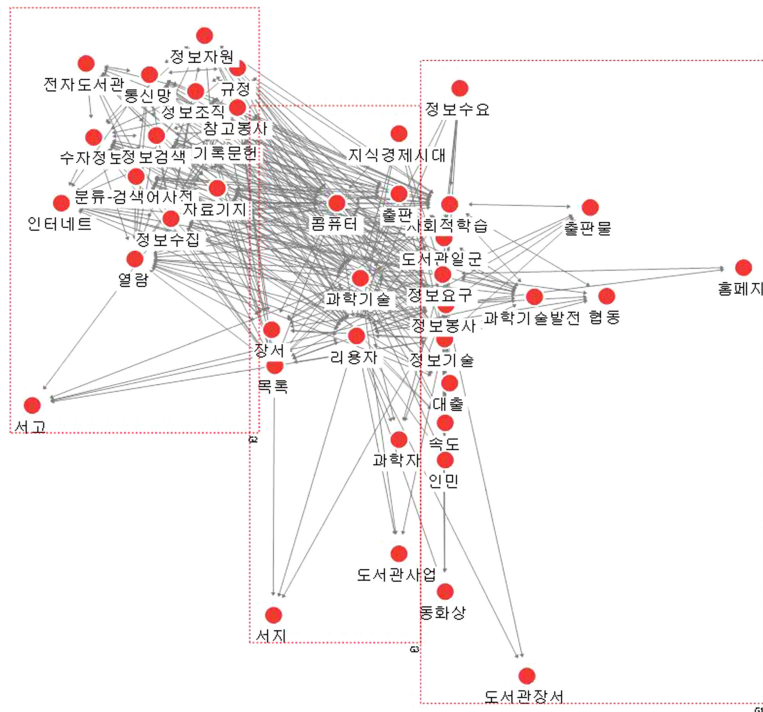 정보자원
전자도서관
통신망
규정
정보조직
참고봉사
정보수요
수자정보
정보검색
기록문헌
지식경제시대
분류-검색어사전
자료기지
인터네트
정보수집
콤퓨터
출판
사회적학습
출판물
열람
도서관일군
과학기술
정보요구
과학기술발전
협동
홈페지
정보봉사
장서
리용자
정보기술
목록
대출
서고
속도
과학자
인민
도서관사업
동화상
서지
도서관장서